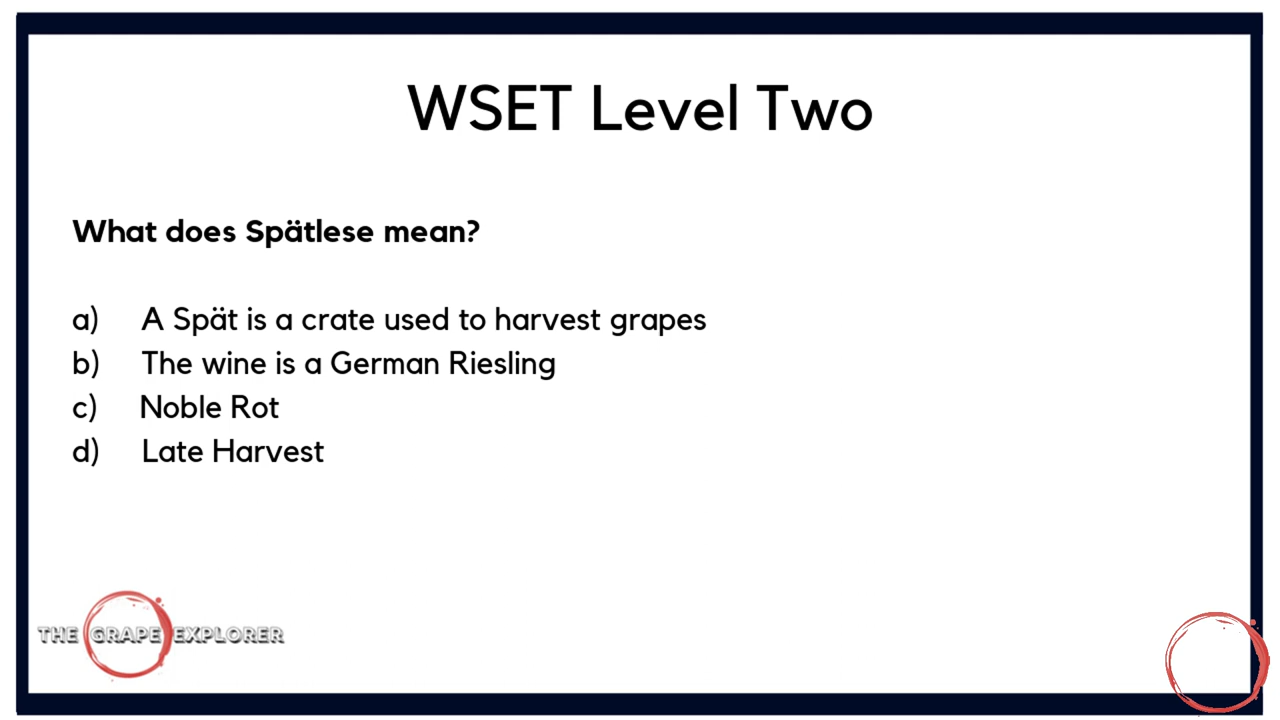 WSET Level Two
What does Spätlese mean?
a) A Spät is a crate used to harvest grapes
b) The wine is a German Riesling
c) Noble Rot
d) Late Harvest
THE GRAPE EXPLORER